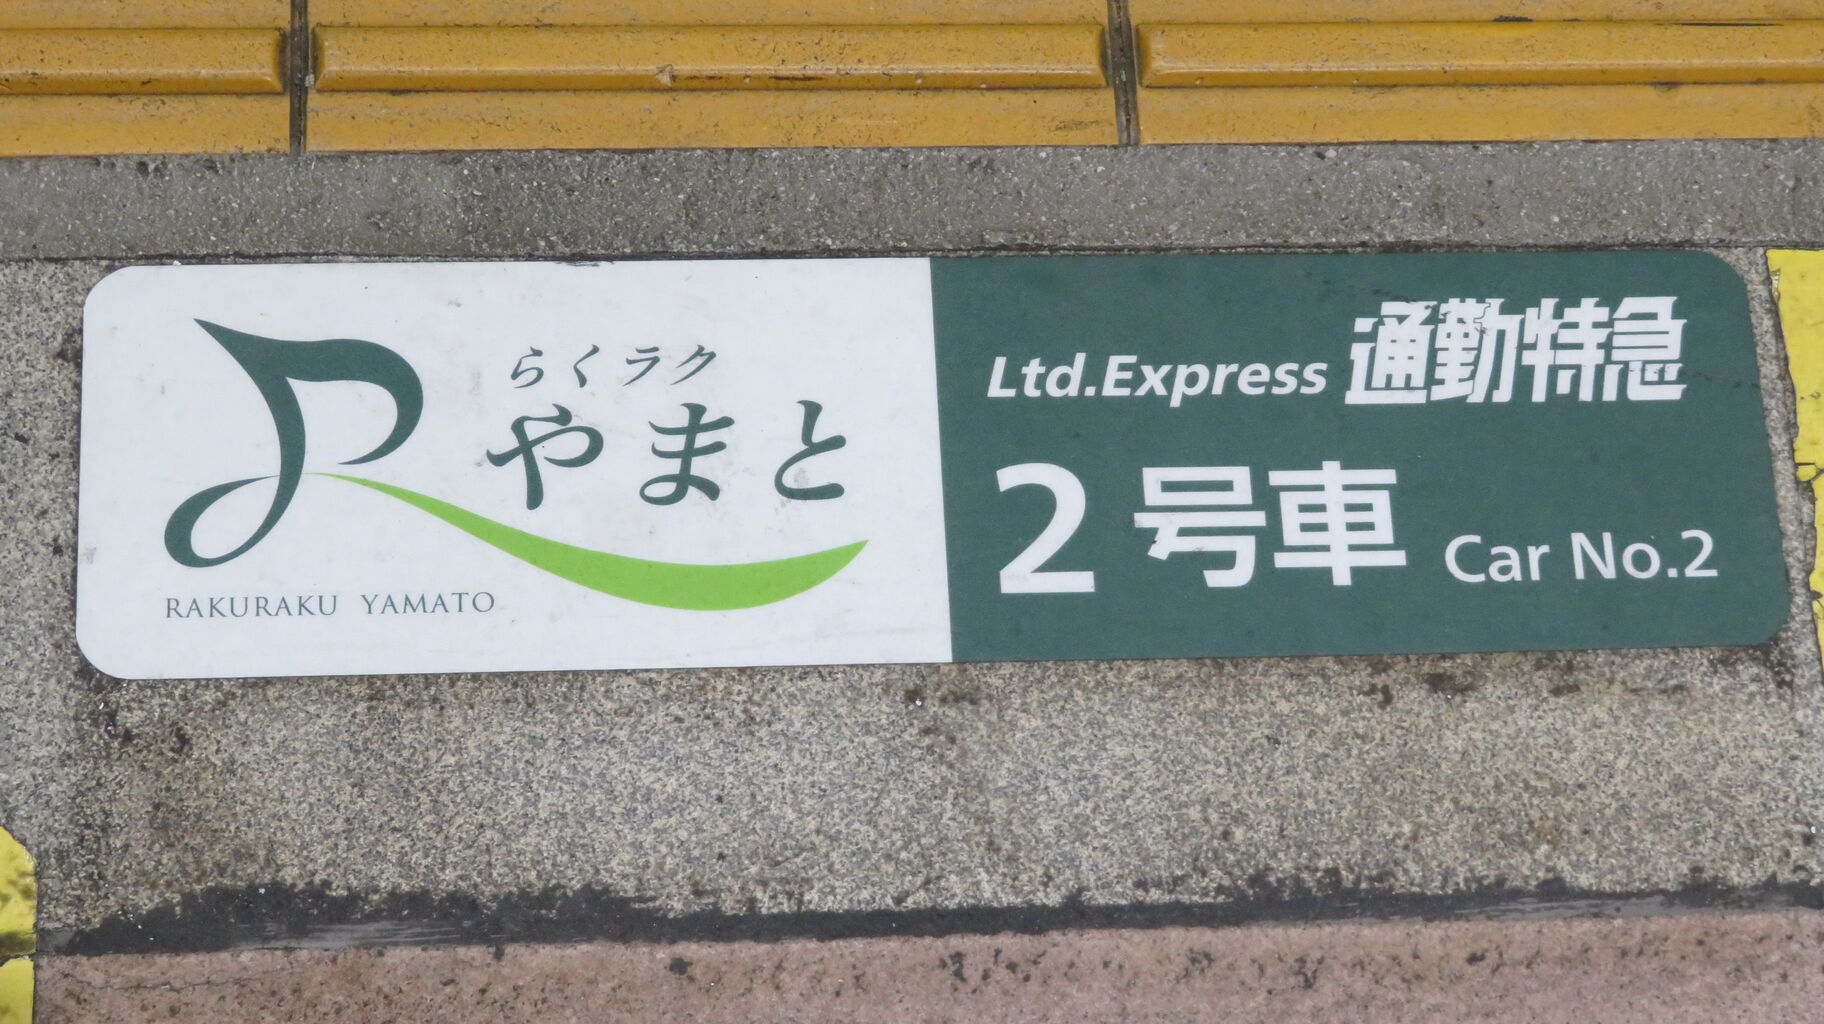 らくラク
やまと
RAKURAKU YAMATO
Ltd.Express 通勤特急
2号車 Car No.2